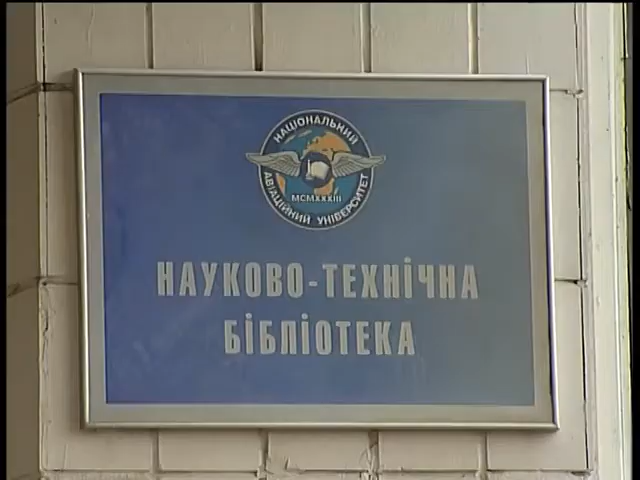 НАЦІОНАЛЬНИЙ
MCMXXXIII
АВІАЦІЙНИЙ УНІВЕРСИТЕТ
НАУКОВО-ТЕХНІЧНА
БІБЛІОТЕКА